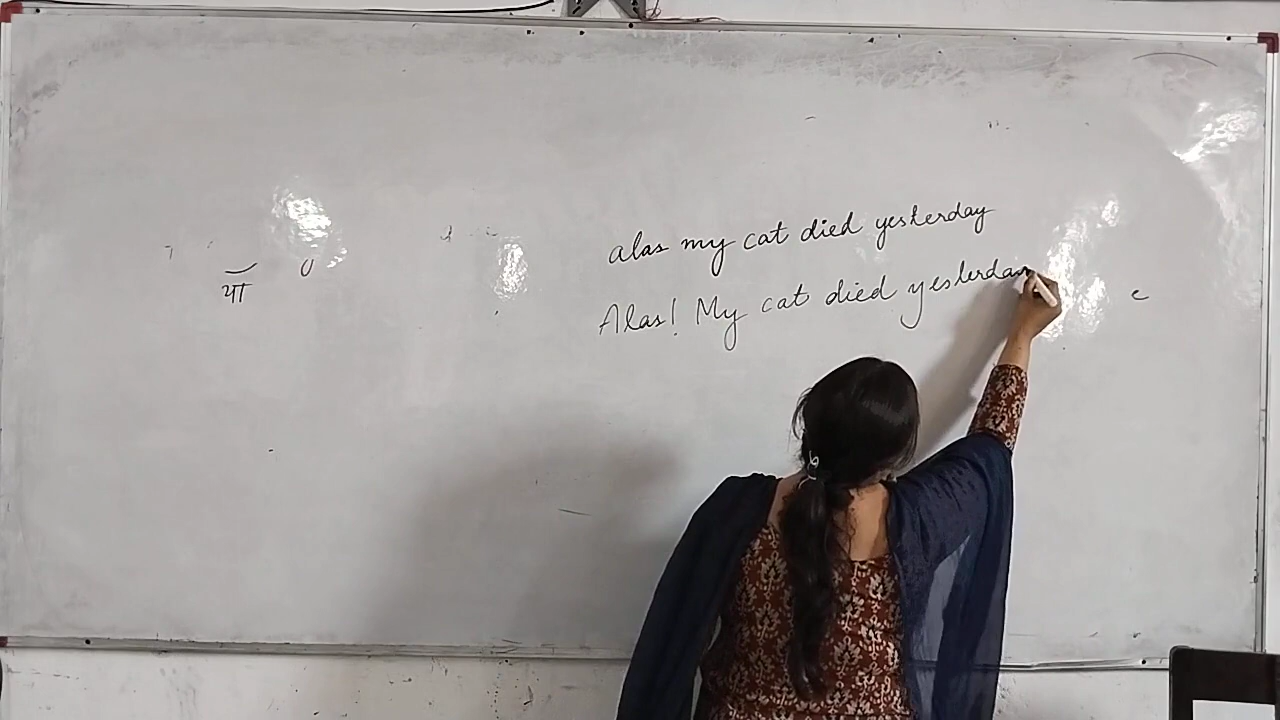 alas my cat died yesterday
Alas! My cat died yesterday
या